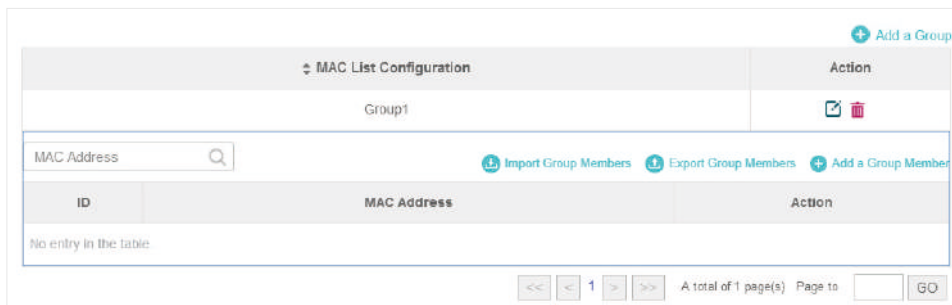 Add a Group
MAC List Configuration Action
Group1
MAC Address Import Group Members Export Group Members Add a Group Member
ID MAC Address Action
No entry in the table.
<< < 1 > >> A total of 1 page(s) Page to GO